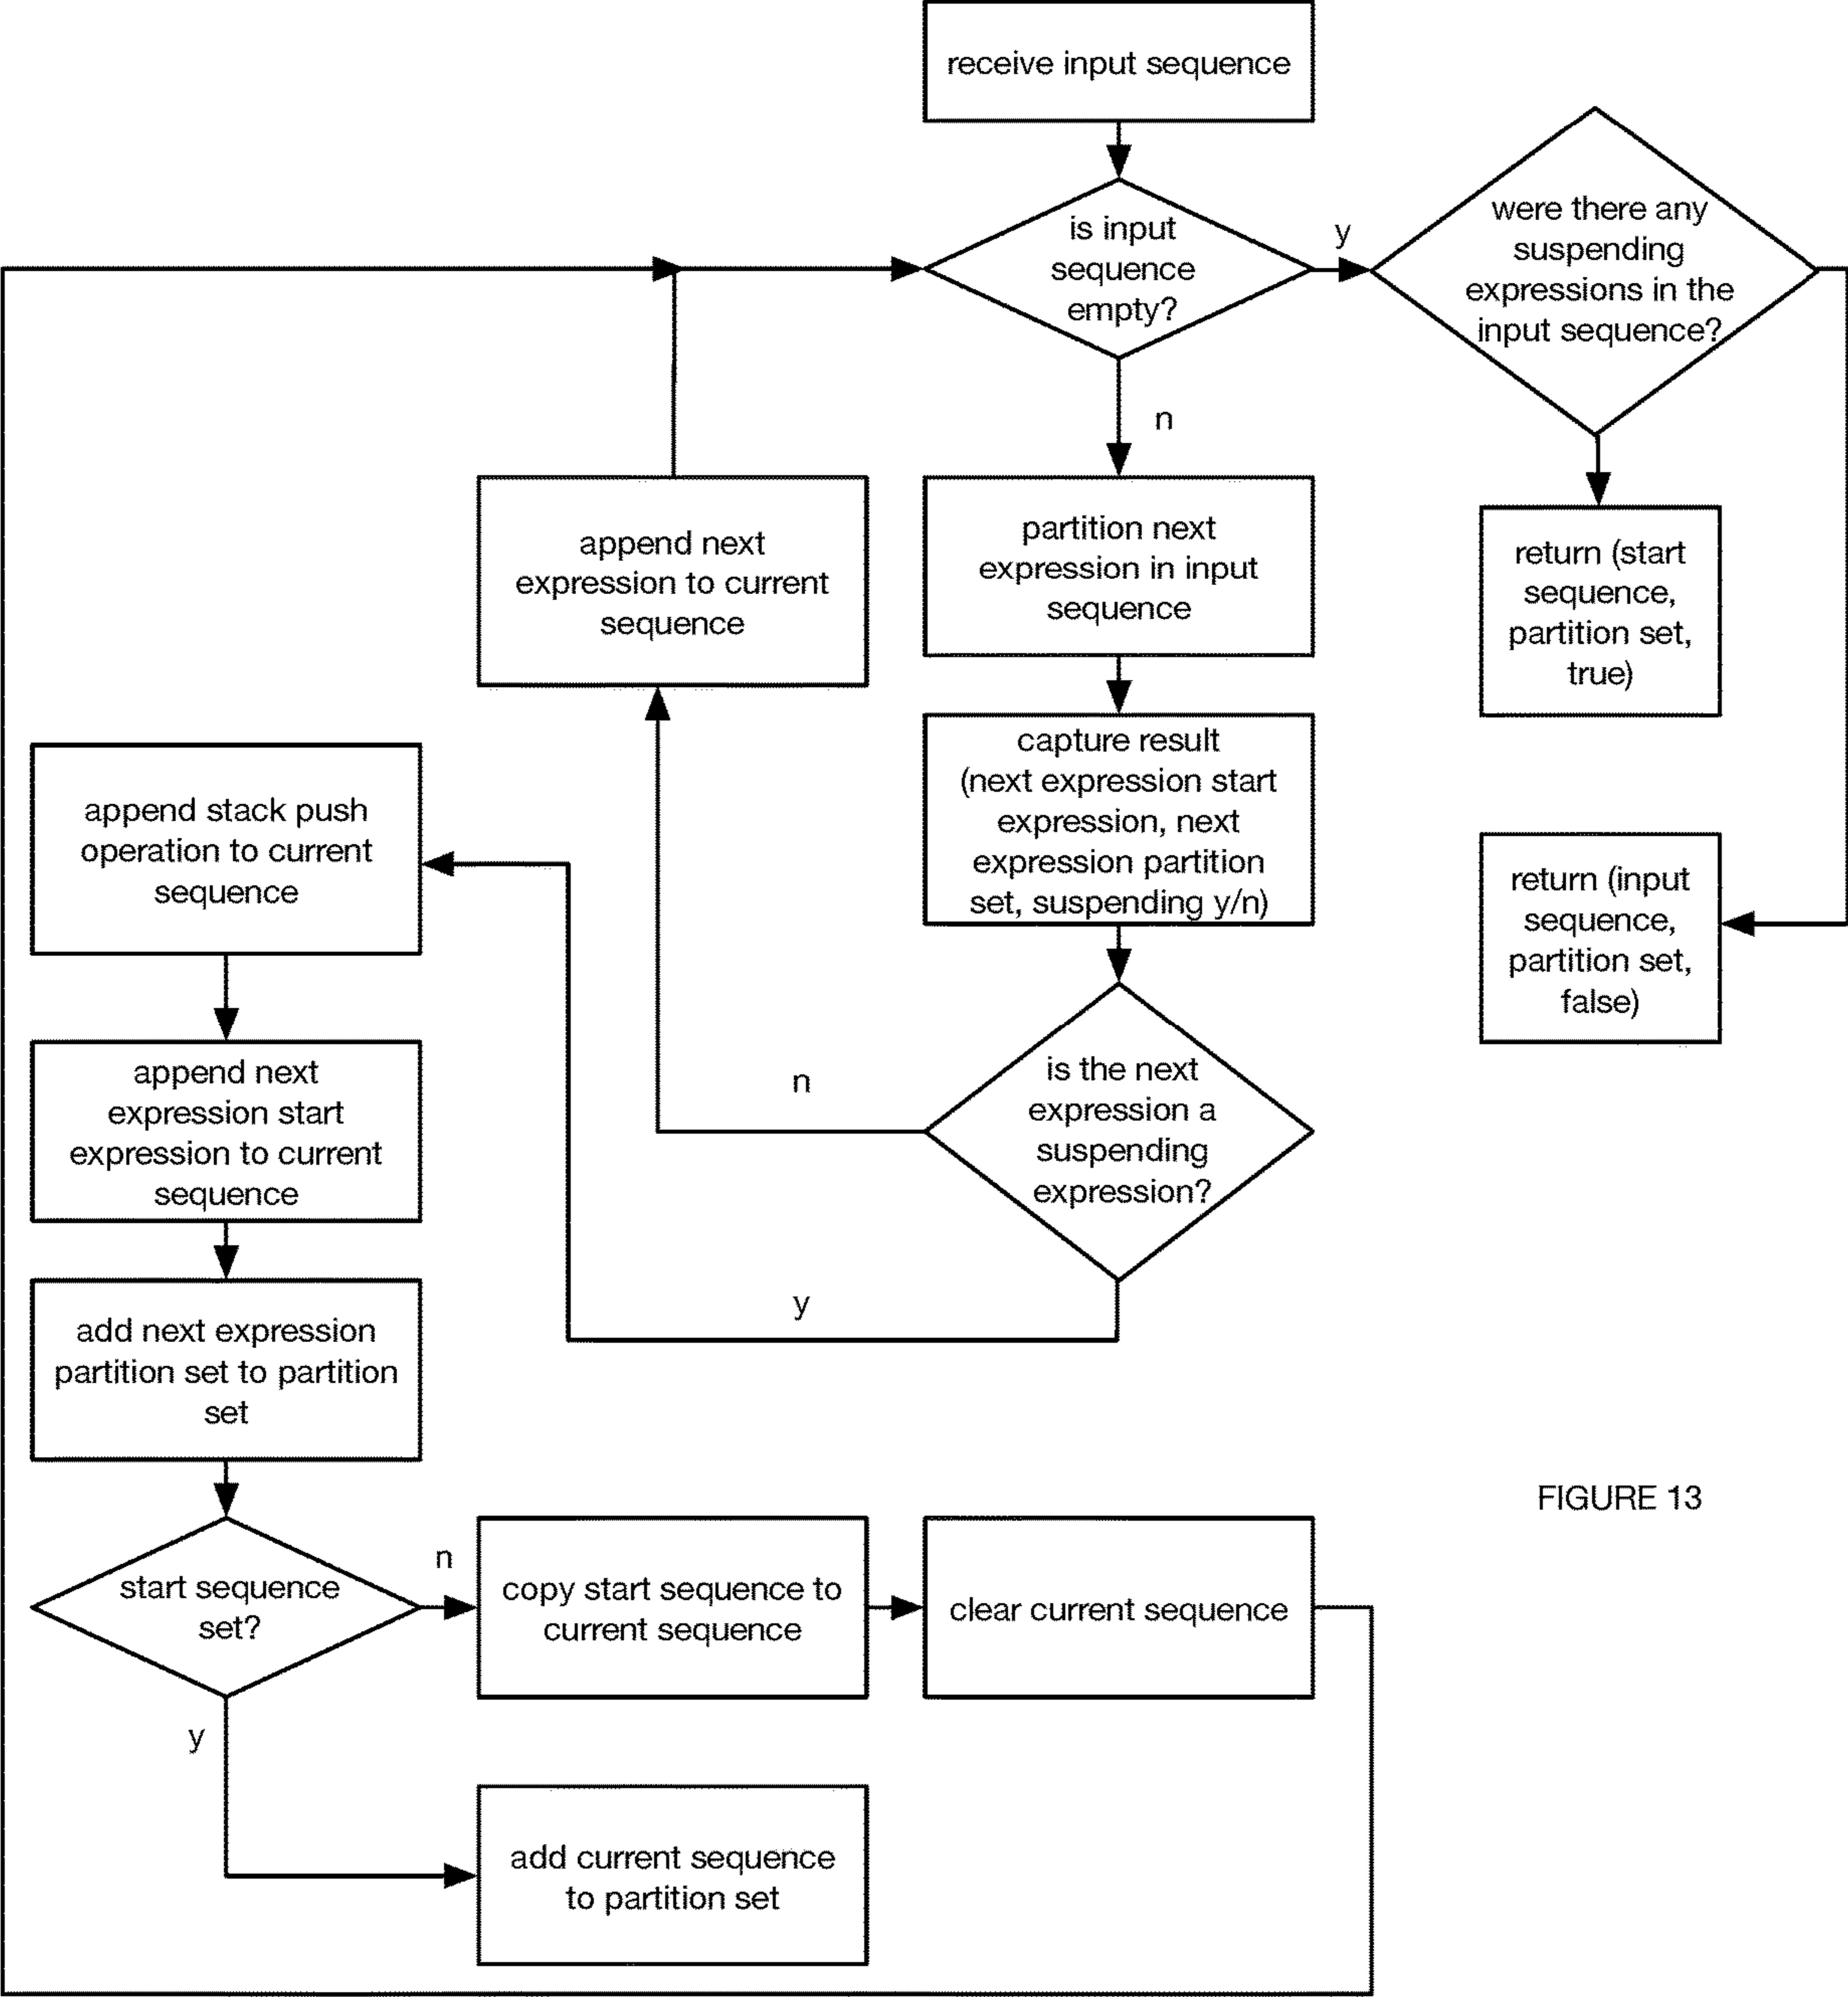 receive input sequence
is input
sequence
empty?
y
were there any
suspending
expressions in the
input sequence?
n
append next
expression to current
sequence
partition next
expression in input
sequence
return (start
sequence,
partition set,
true)
capture result
(next expression start
expression, next
expression partition
set, suspending y/n)
append stack push
operation to current
sequence
return (input
sequence,
partition set,
false)
append next
expression start
expression to current
sequence
n
is the next
expression a
suspending
expression?
y
add next expression
partition set to partition
set
FIGURE 13
start sequence
set?
n
copy start sequence to
current sequence
clear current sequence
y
add current sequence
to partition set